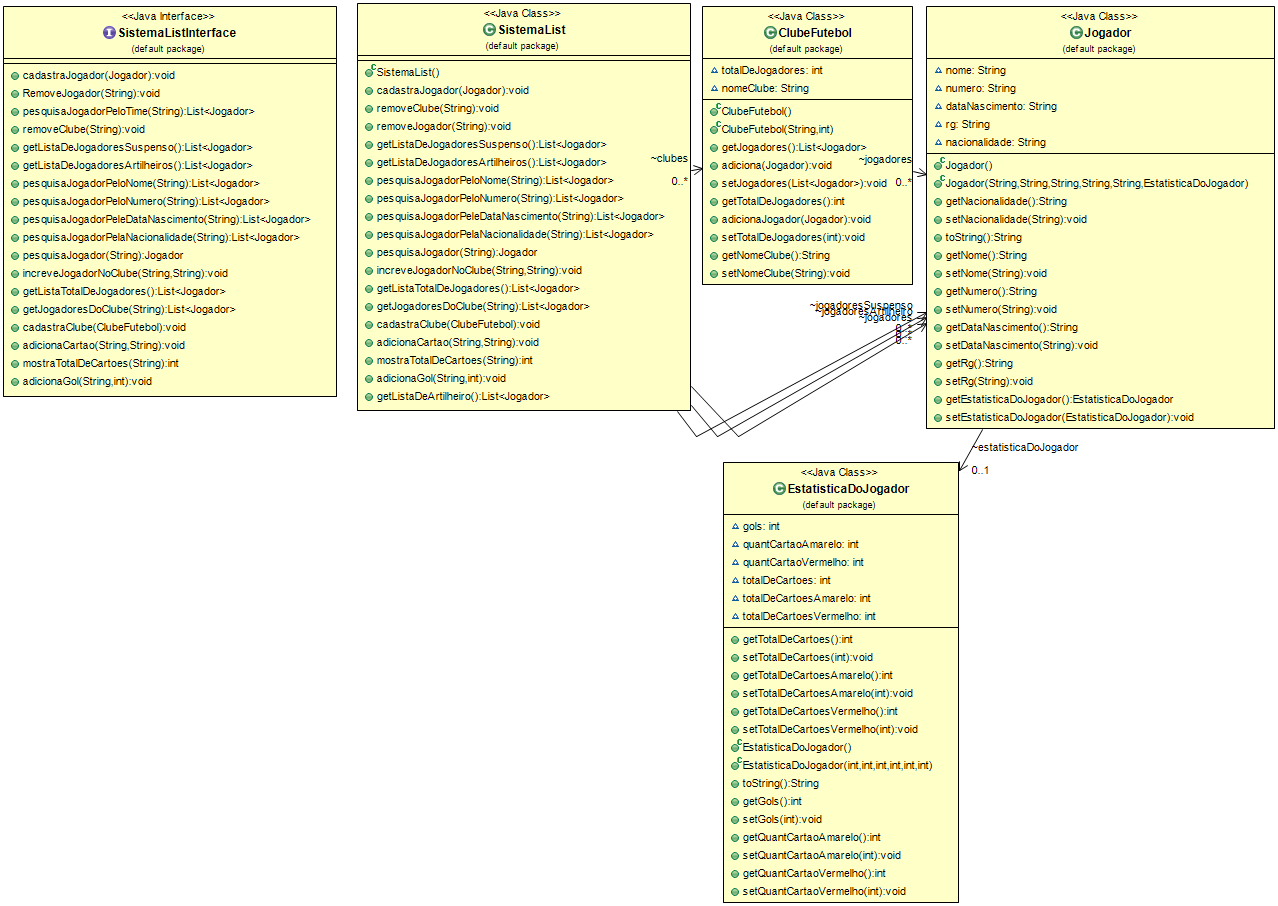 <<Java Interface>>
SistemaListInterface
(default package)
cadastraJogador(Jogador):void
RemoveJogador(String):void
pesquisaJogadorPeloTime(String):List<Jogador>
removeClube(String):void
getListaDeJogadoresSuspenso():List<Jogador>
getListaDeJogadoresArtilheiros():List<Jogador>
pesquisaJogadorPeloNome(String):List<Jogador>
pesquisaJogadorPeloNumero(String):List<Jogador>
pesquisaJogadorPeleDataNascimento(String):List<Jogador>
pesquisaJogadorPelaNacionalidade(String):List<Jogador>
pesquisaJogador(String):Jogador
increveJogadorNoClube(String,String):void
getListaTotalDeJogadores():List<Jogador>
getJogadoresDoClube(String):List<Jogador>
cadastraClube(ClubeFutebol):void
adicionaCartao(String,String):void
mostraTotalDeCartoes(String):int
adicionaGol(String,int):void
<<Java Class>>
SistemaList
(default package)
SistemaList()
cadastraJogador(Jogador):void
removeClube(String):void
removeJogador(String):void
getListaDeJogadoresSuspenso():List<Jogador>
getListaDeJogadoresArtilheiros():List<Jogador>
pesquisaJogadorPeloNome(String):List<Jogador>
pesquisaJogadorPeloNumero(String):List<Jogador>
pesquisaJogadorPeleDataNascimento(String):List<Jogador>
pesquisaJogadorPelaNacionalidade(String):List<Jogador>
pesquisaJogador(String):Jogador
increveJogadorNoClube(String,String):void
getListaTotalDeJogadores():List<Jogador>
getJogadoresDoClube(String):List<Jogador>
cadastraClube(ClubeFutebol):void
adicionaCartao(String,String):void
mostraTotalDeCartoes(String):int
adicionaGol(String,int):void
getListaDeArtilheiro():List<Jogador>
~clubes
0..*
<<Java Class>>
ClubeFutebol
(default package)
totalDeJogadores: int
nomeClube: String
ClubeFutebol()
ClubeFutebol(String,int)
getJogadores():List<Jogador>
adiciona(Jogador):void
setJogadores(List<Jogador>):void
getTotalDeJogadores():int
adicionaJogador(Jogador):void
setTotalDeJogadores(int):void
getNomeClube():String
setNomeClube(String):void
~jogadores
0..*
~jogadoresSuspenso
~jogadoresArtilheiro
~jogadores
0..*
0..*
0..*
<<Java Class>>
Jogador
(default package)
nome: String
numero: String
dataNascimento: String
rg: String
nacionalidade: String
Jogador()
Jogador(String,String,String,String,String,EstatisticaDoJogador)
getNacionalidade():String
setNacionalidade(String):void
toString():String
getNome():String
setNome(String):void
getNumero():String
setNumero(String):void
getDataNascimento():String
setDataNascimento(String):void
getRg():String
setRg(String):void
getEstatisticaDoJogador():EstatisticaDoJogador
setEstatisticaDoJogador(EstatisticaDoJogador):void
~estatisticaDoJogador
0..1
<<Java Class>>
EstatisticaDoJogador
(default package)
gols: int
quantCartaoAmarelo: int
quantCartaoVermelho: int
totalDeCartoes: int
totalDeCartoesAmarelo: int
totalDeCartoesVermelho: int
getTotalDeCartoes():int
setTotalDeCartoes(int):void
getTotalDeCartoesAmarelo():int
setTotalDeCartoesAmarelo(int):void
getTotalDeCartoesVermelho():int
setTotalDeCartoesVermelho(int):void
EstatisticaDoJogador()
EstatisticaDoJogador(int,int,int,int,int,int)
toString():String
getGols():int
setGols(int):void
getQuantCartaoAmarelo():int
setQuantCartaoAmarelo(int):void
getQuantCartaoVermelho():int
setQuantCartaoVermelho(int):void